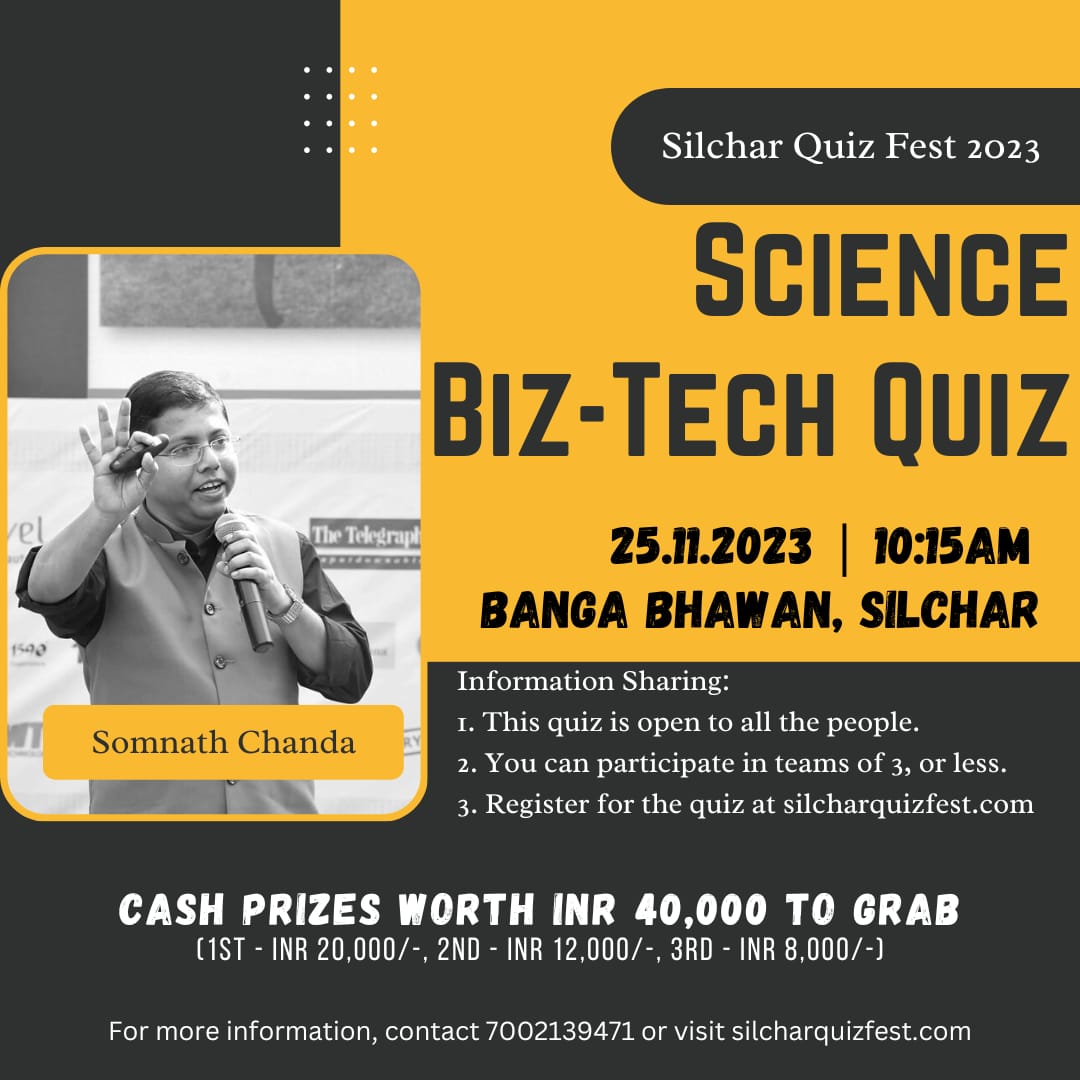 Silchar Quiz Fest 2023
Science
Biz-Tech Quiz
25.11.2023 | 10:15AM
BANGA BHAWAN, SILCHAR
The Telegraph
1590
Somnath Chanda
Information Sharing:
1. This quiz is open to all the people.
2. You can participate in teams of 3, or less.
3. Register for the quiz at silcharquizfest.com
CASH PRIZES WORTH INR 40,000 TO GRAB
(1ST - INR 20,000/-, 2ND - INR 12,000/-, 3RD - INR 8,000/-)
For more information, contact 7002139471 or visit silcharquizfest.com